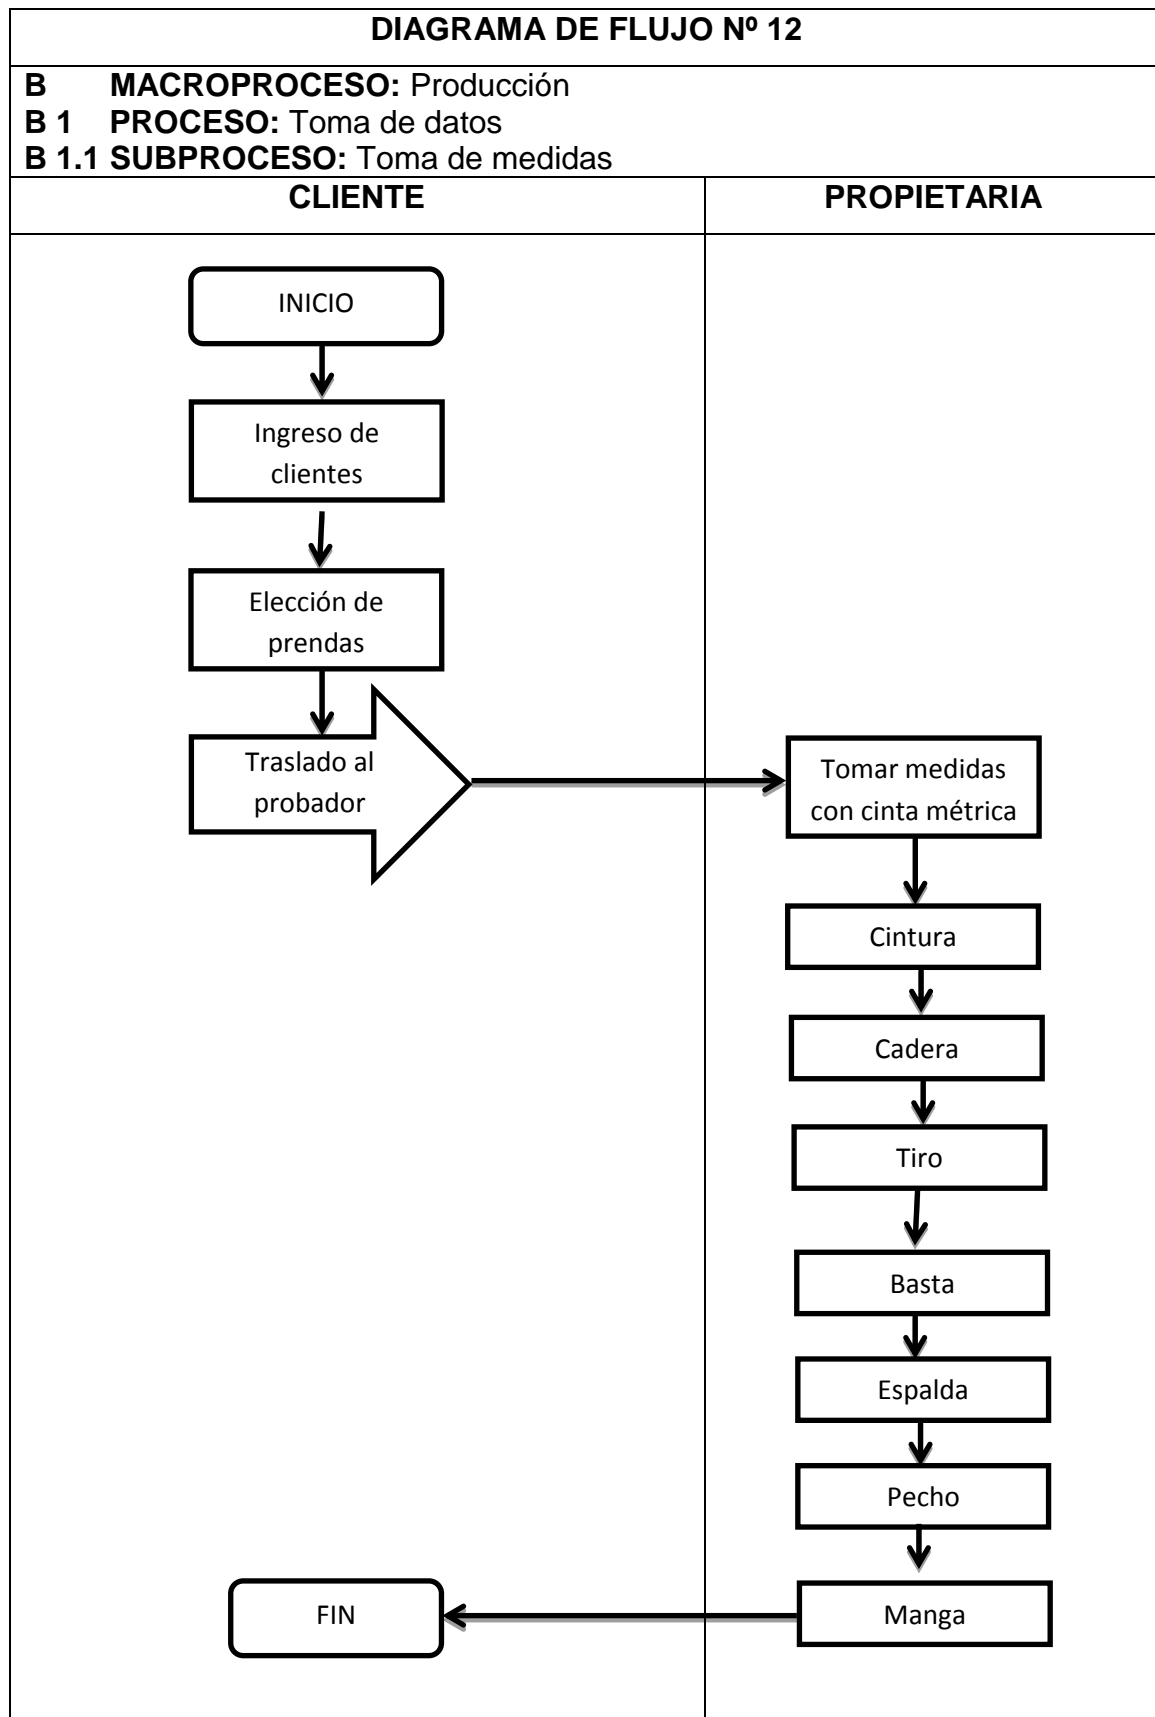 DIAGRAMA DE FLUJO Nº 12
B MACROPROCESO: Producción
B 1 PROCESO: Toma de datos
B 1.1 SUBPROCESO: Toma de medidas
CLIENTE
PROPIETARIA
INICIO
Ingreso de
clientes
Elección de
prendas
Traslado al
probador
Tomar medidas
con cinta métrica
Cintura
Cadera
Tiro
Basta
Espalda
Pecho
Manga
FIN